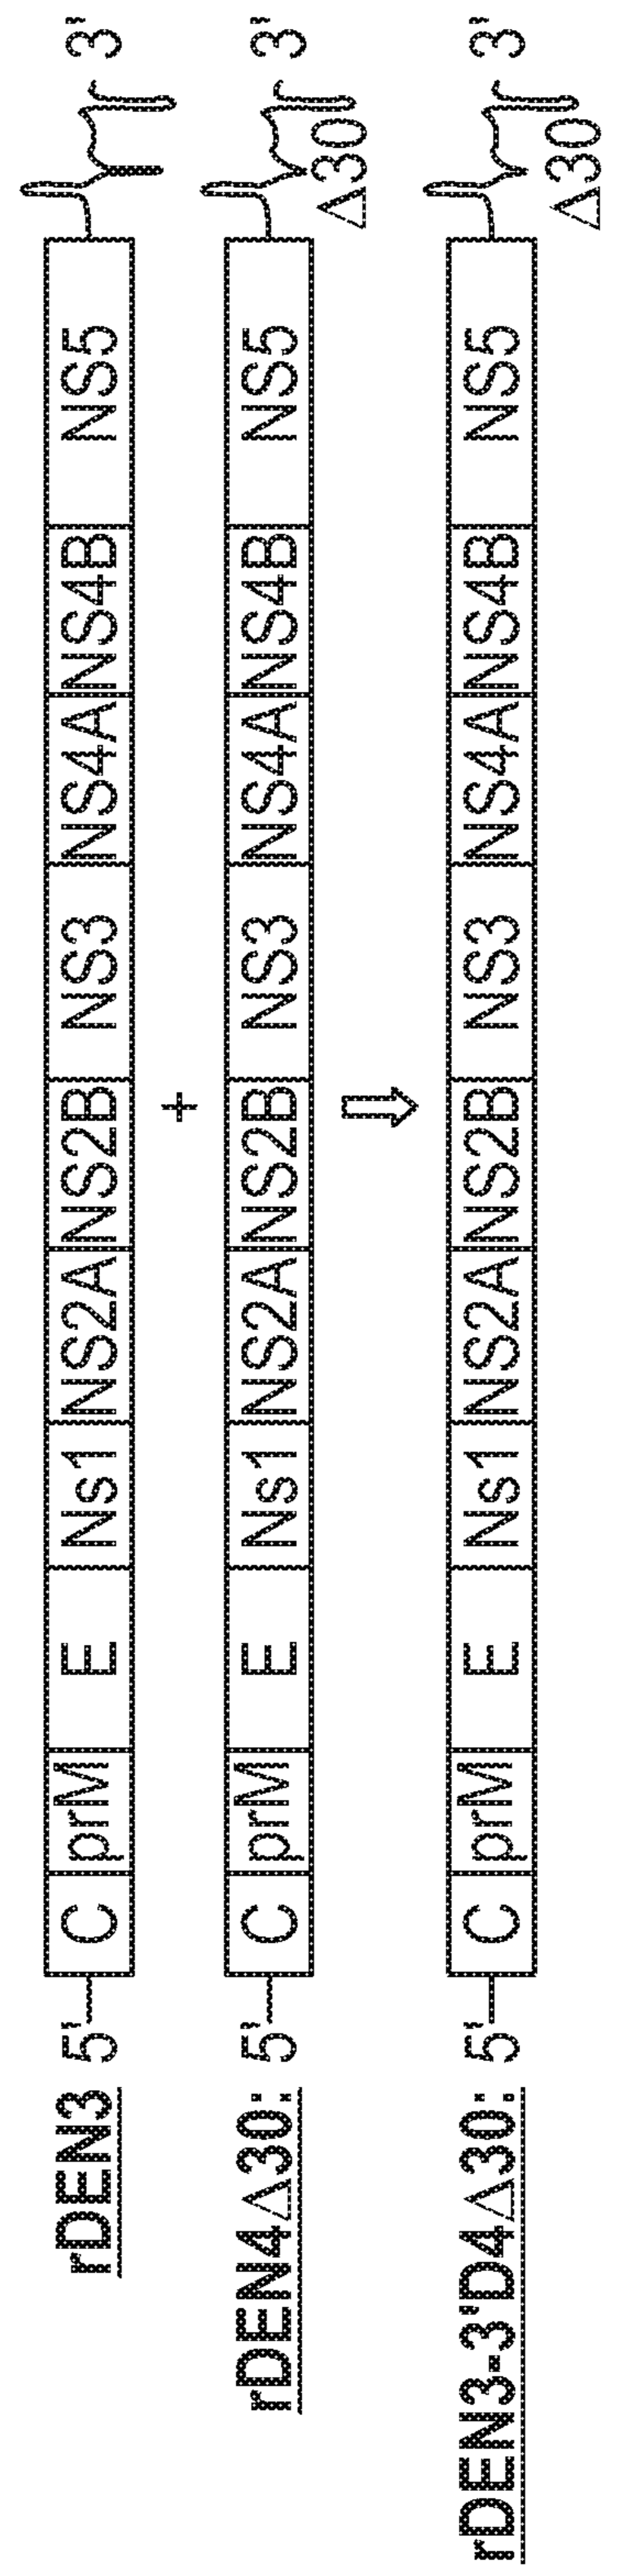 rDEN3 5' C prM E Ns1 NS2A NS2B NS3 NS4A NS4B NS5 3'
+
rDEN4Δ30: 5' C prM E Ns1 NS2A NS2B NS3 NS4A NS4B NS5 3'
Δ30
rDEN3-3'D4Δ30: 5' C prM E Ns1 NS2A NS2B NS3 NS4A NS4B NS5 3'
Δ30